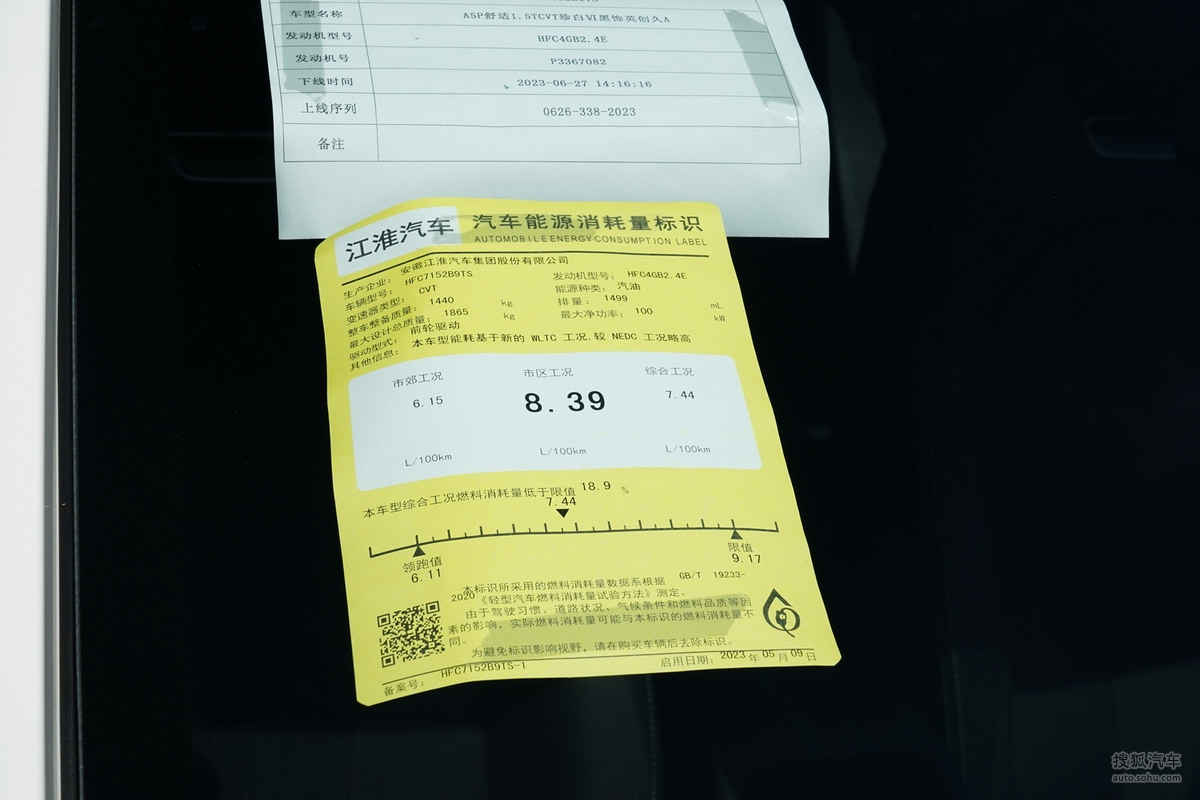 车型名称 A5P舒适1.5TCVT珍白Ⅵ黑饰英创久A
发动机型号 HFC4GB2.4E
发动机号 P3367082
下线时间 2023-06-27 14:16:16
上线序列 0626-338-2023
备注
江淮汽车 汽车能源消耗量标识
AUTOMOBILE ENERGY CONSUMPTION LABEL
生产企业: 安徽江淮汽车集团股份有限公司
车辆型号: HFC7152B9TS 发动机型号: HFC4GB2.4E
变速器类型: CVT 能源种类: 汽油
整车整备质量: 1440 kg 排量: 1499 mL
最大设计总质量: 1865 kg 最大净功率: 100 kW
驱动型式: 前轮驱动
其他信息: 本车型能耗基于新的 WLTC 工况,较 NEDC 工况略高
市郊工况 市区工况 综合工况
6.15 8.39 7.44
L/100km L/100km L/100km
本车型综合工况燃料消耗量低于限值 18.9 %
7.44
领跑值 限值
6.11 9.17
本标识所采用的燃料消耗量数据系根据 GB/T 19233-
2020《轻型汽车燃料消耗量试验方法》测定。
由于驾驶习惯、道路状况、气候条件和燃料品质等因
素的影响,实际燃料消耗量可能与本标识的燃料消耗量不
同。
为避免标识影响视野,请在购买车辆后去除标识。
备案号: HFC7152B9TS-1 启用日期: 2023 年 05 月 09 日
搜狐汽车
auto.sohu.com